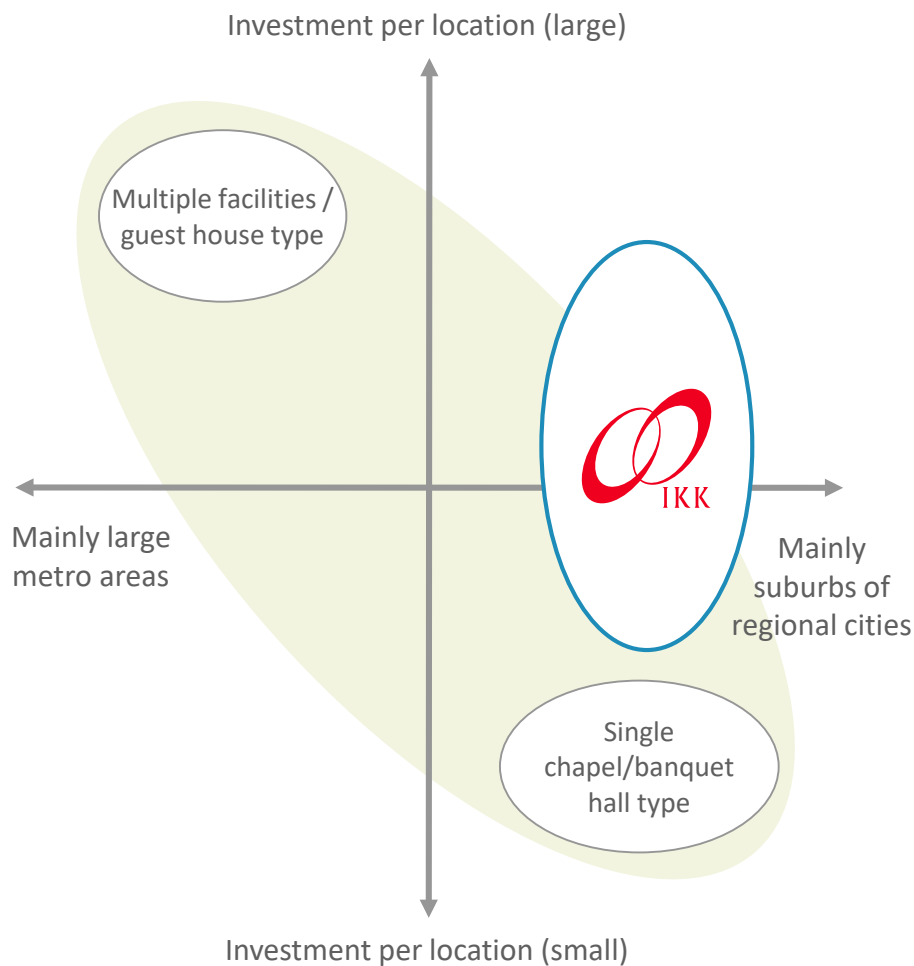 Investment per location (large)
Multiple facilities /
guest house type
IKK
Mainly large
metro areas
Mainly
suburbs of
regional cities
Single
chapel/banquet
hall type
Investment per location (small)